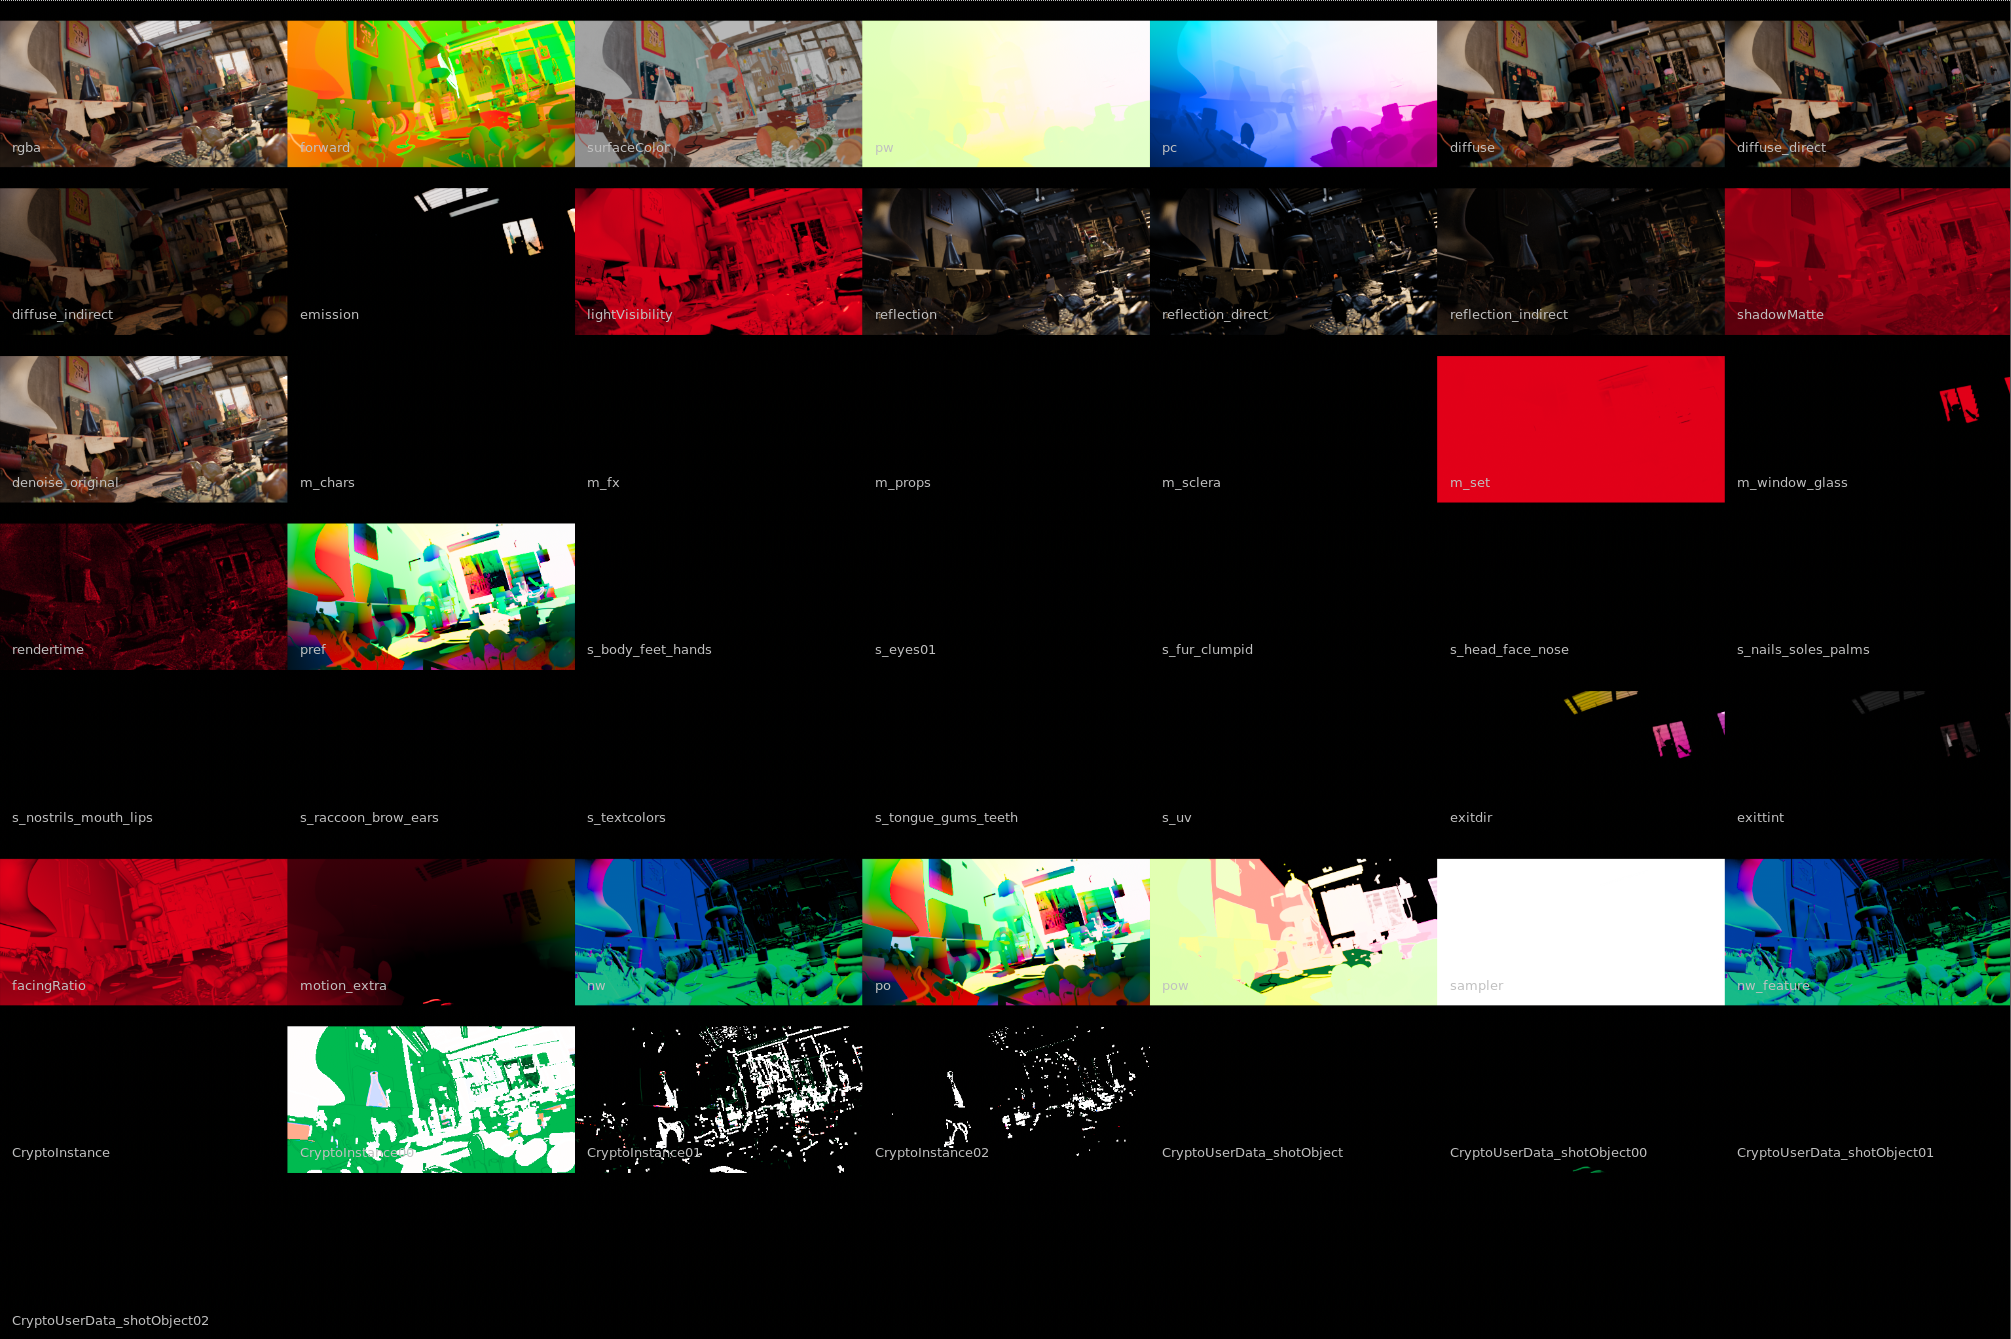 rgba
forward
surfaceColor
pw
pc
diffuse
diffuse_direct
diffuse_indirect
emission
lightVisibility
reflection
reflection_direct
reflection_indirect
shadowMatte
denoise_original
m_chars
m_fx
m_props
m_sclera
m_set
m_window_glass
rendertime
pref
s_body_feet_hands
s_eyes01
s_fur_clumpid
s_head_face_nose
s_nails_soles_palms
s_nostrils_mouth_lips
s_raccoon_brow_ears
s_textcolors
s_tongue_gums_teeth
s_uv
exitdir
exittint
facingRatio
motion_extra
nw
po
pow
sampler
nw_feature
CryptoInstance
CryptoInstance00
CryptoInstance01
CryptoInstance02
CryptoUserData_shotObject
CryptoUserData_shotObject00
CryptoUserData_shotObject01
CryptoUserData_shotObject02